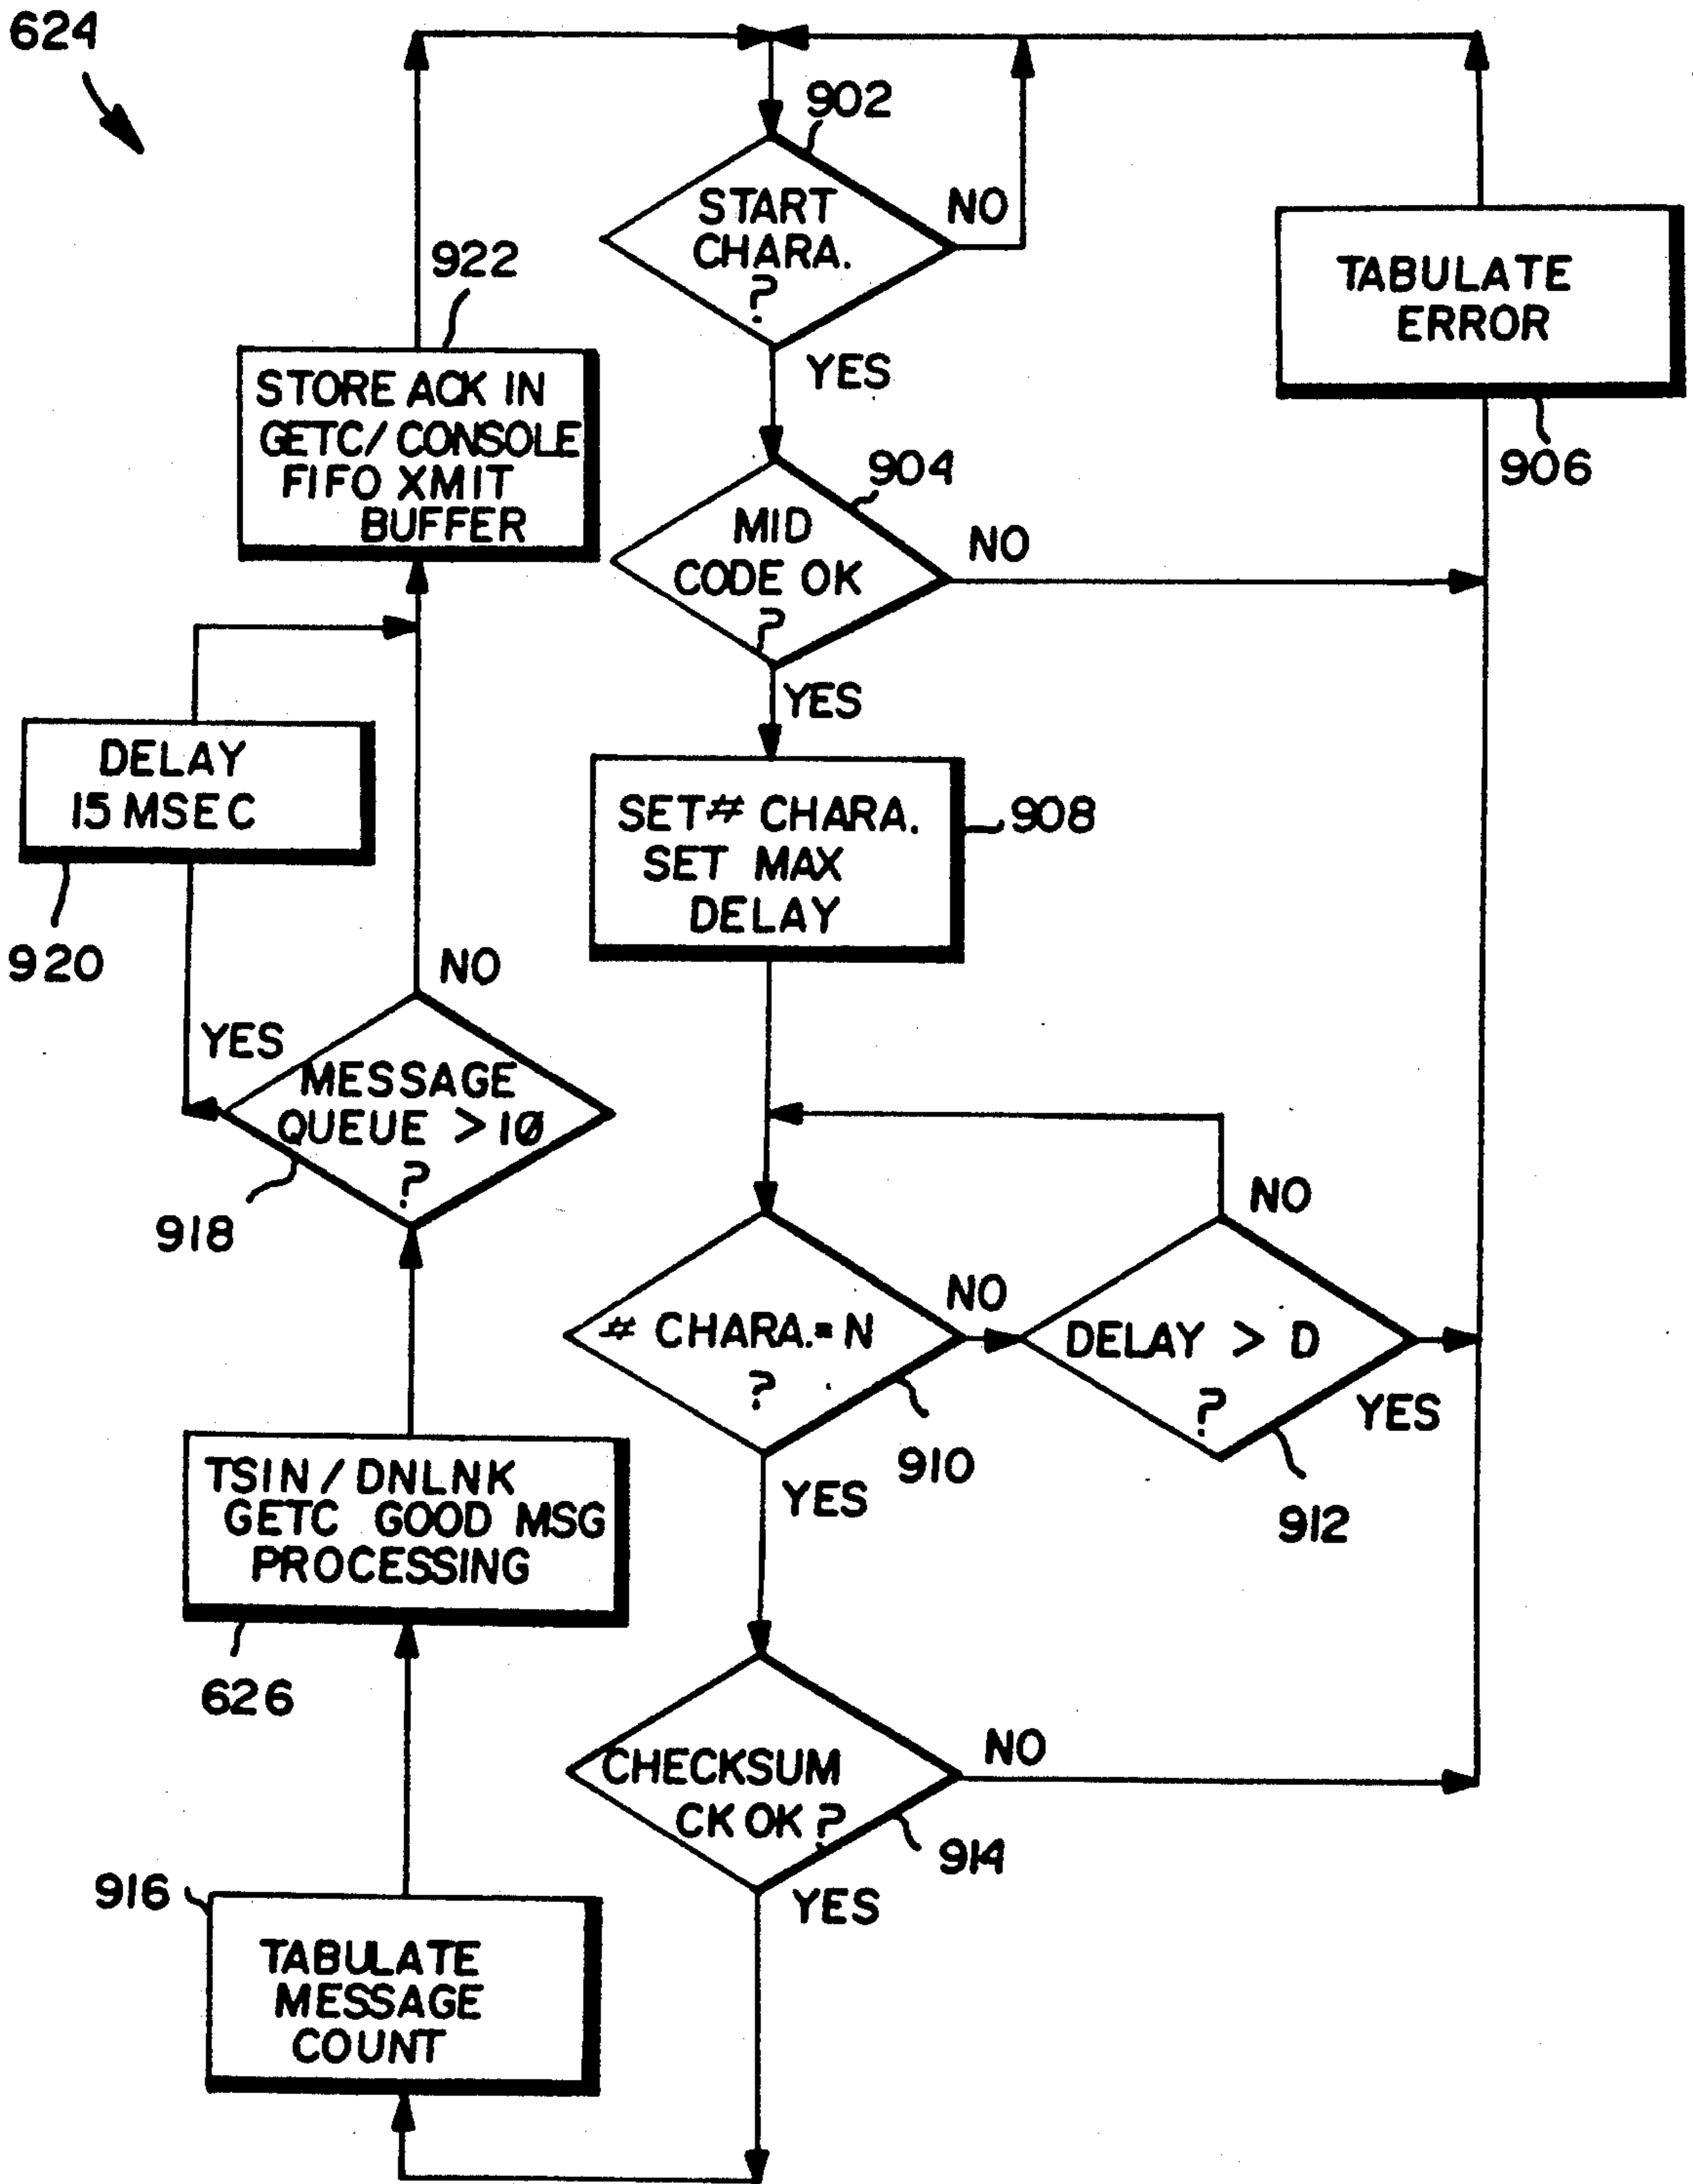 624
902
START
CHARA.
?
NO
YES
922
STORE ACK IN
GETC/CONSOLE
FIFO XMIT
BUFFER
TABULATE
ERROR
906
904
MID
CODE OK
?
NO
YES
DELAY
15 MSEC
920
SET # CHARA.
SET MAX
DELAY
908
NO
YES
MESSAGE
QUEUE > 10
?
918
NO
# CHARA. = N
?
NO
DELAY > D
?
YES
910
912
YES
TSIN / DNLNK
GETC GOOD MSG
PROCESSING
626
CHECKSUM
CK OK ?
NO
914
YES
916
TABULATE
MESSAGE
COUNT